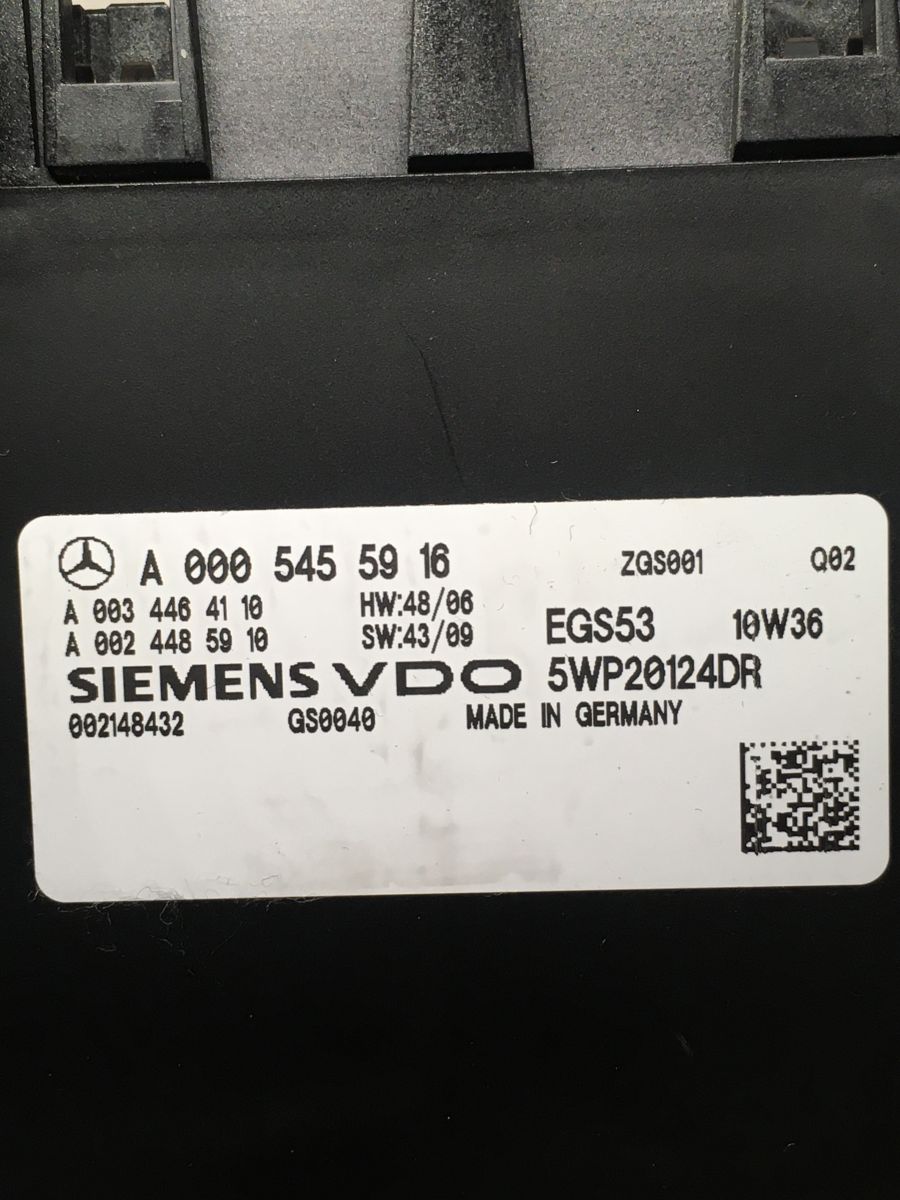 A 000 545 59 16 ZGS001 Q02
A 003 446 41 10 HW:48/06
A 002 448 59 10 SW:43/09 EGS53 10W36
SIEMENS VDO 5WP20124DR
002148432 GS0040 MADE IN GERMANY